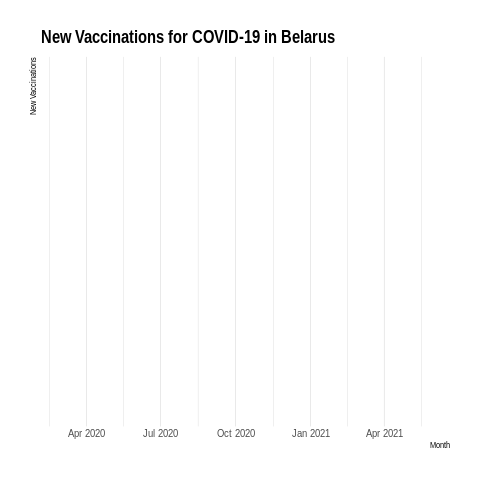 New Vaccinations for COVID-19 in Belarus
New Vaccinations
Apr 2020 Jul 2020 Oct 2020 Jan 2021 Apr 2021
Month